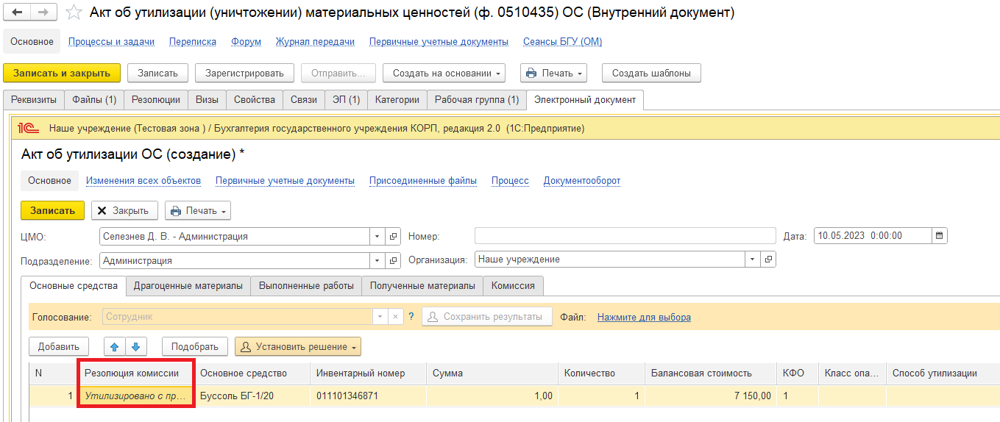 Акт об утилизации (уничтожении) материальных ценностей (ф. 0510435) ОС (Внутренний документ)
Основное Процессы и задачи Переписка Форум Журнал передачи Первичные учетные документы Сеансы БГУ (ОМ)
Записать и закрыть Записать Зарегистрировать Отправить... Создать на основании Печать Создать шаблоны
Реквизиты Файлы (1) Резолюции Визы Свойства Связи ЭП (1) Категории Рабочая группа (1) Электронный документ
1С Наше учреждение (Тестовая зона ) / Бухгалтерия государственного учреждения КОРП, редакция 2.0 (1С:Предприятие)
Акт об утилизации ОС (создание) *
Основное Изменения всех объектов Первичные учетные документы Присоединенные файлы Процесс Документооборот
Записать Закрыть Печать
ЦМО: Селезнев Д. В. - Администрация Номер: Дата: 10.05.2023 0:00:00
Подразделение: Администрация Организация: Наше учреждение
Основные средства Драгоценные материалы Выполненные работы Полученные материалы Комиссия
Голосование: Сотрудник ? Сохранить результаты Файл: Нажмите для выбора
Добавить Подобрать Установить решение
N Резолюция комиссии Основное средство Инвентарный номер Сумма Количество Балансовая стоимость КФО Класс опа... Способ утилизации
1 Утилизировано с пр... Буссоль БГ-1/20 011101346871 1,00 1 7 150,00 1